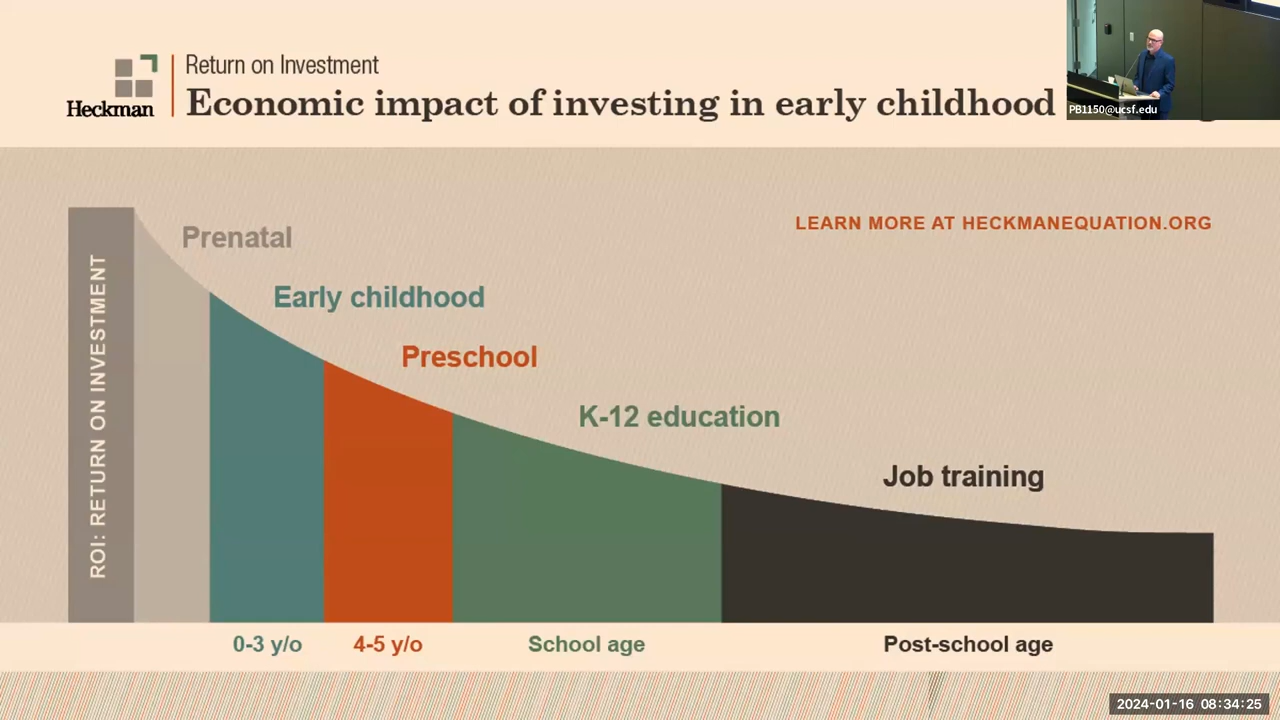 Heckman
Return on Investment
Economic impact of investing in early childhood
PB1150@ucsf.edu
LEARN MORE AT HECKMANEQUATION.ORG
ROI: RETURN ON INVESTMENT
Prenatal
Early childhood
Preschool
K-12 education
Job training
0-3 y/o
4-5 y/o
School age
Post-school age
2024-01-16 08:34:25